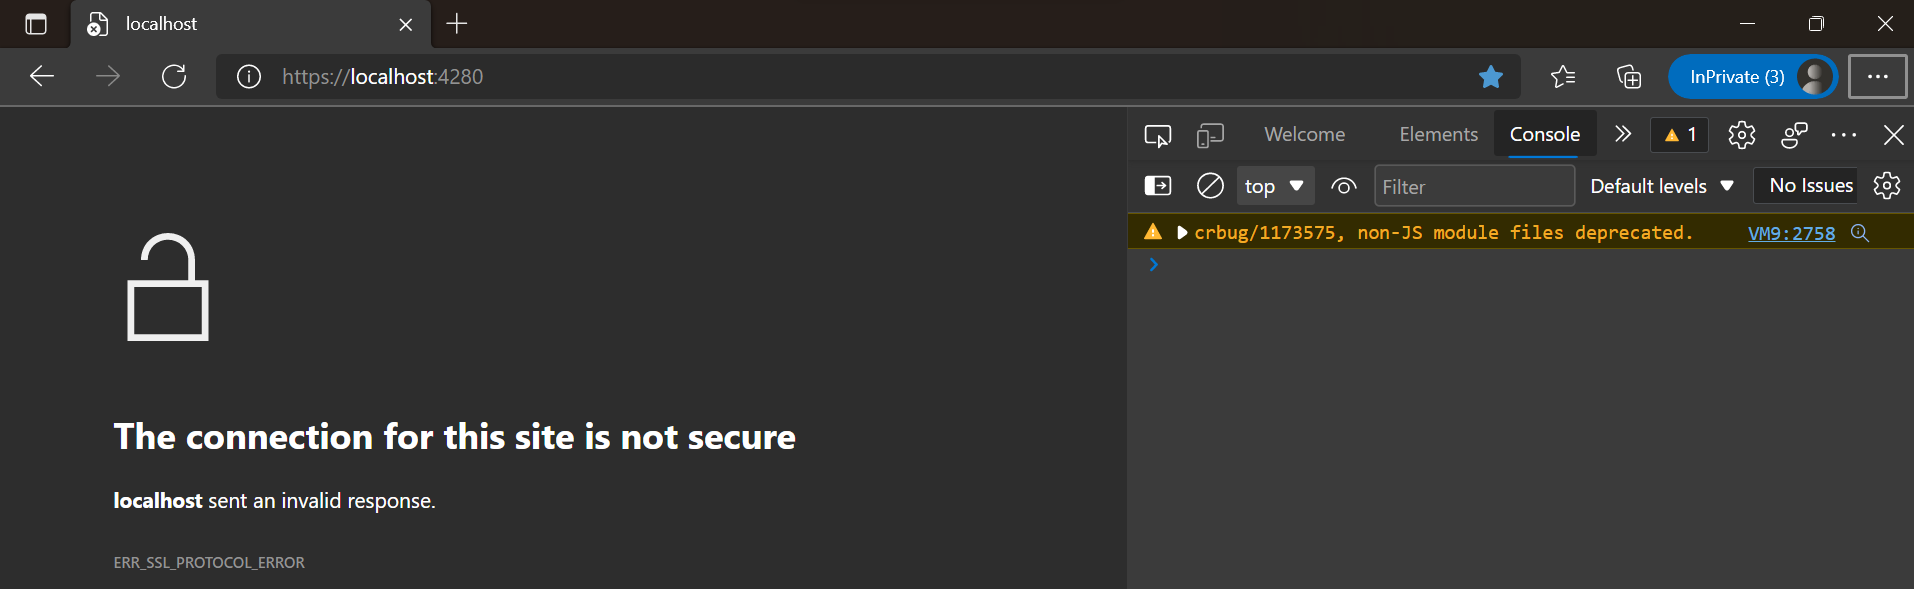 localhost
https://localhost:4280
InPrivate (3)
Welcome Elements Console 1
top Filter Default levels No Issues
crbug/1173575, non-JS module files deprecated. VM9:2758
The connection for this site is not secure
localhost sent an invalid response.
ERR_SSL_PROTOCOL_ERROR